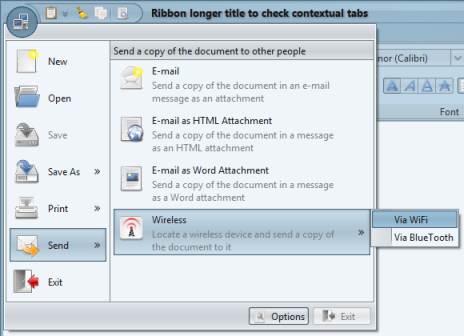 Ribbon longer title to check contextual tabs
New
Open
Save
Save As
Print
Send
Exit
Send a copy of the document to other people
E-mail
Send a copy of the document in an e-mail
message as an attachment
E-mail as HTML Attachment
Send a copy of the document in a message
as an HTML attachment
E-mail as Word Attachment
Send a copy of the document in a message
as a Word attachment
Wireless
Locate a wireless device and send a copy of
the document to it
Via WiFi
Via BlueTooth
nor (Calibri)
A A A A
Font
Options
Exit